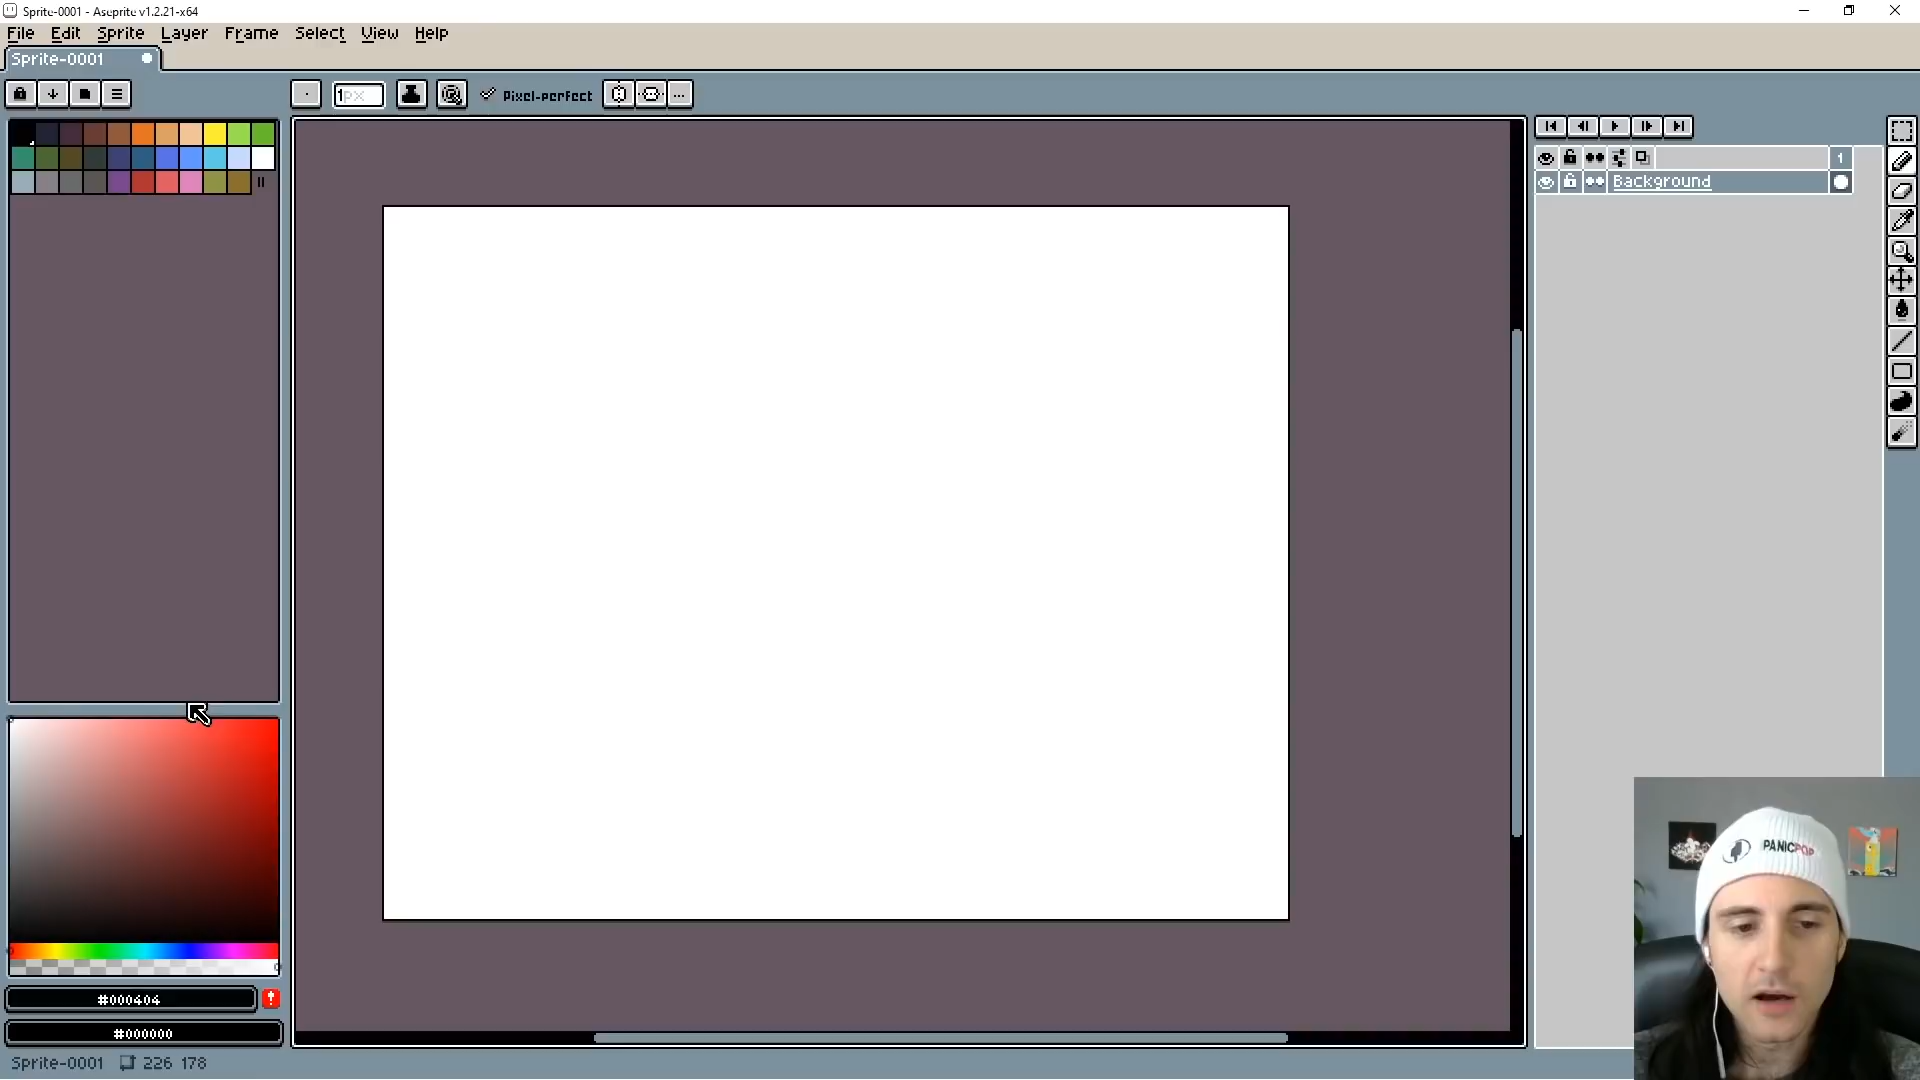 Sprite-0001 - Aseprite v1.2.21-x64
File Edit Sprite Layer Frame Select View Help
Sprite-0001
1px Pixel-perfect
1
Background
#000404
#000000
Sprite-0001 226 178
PANICPOP